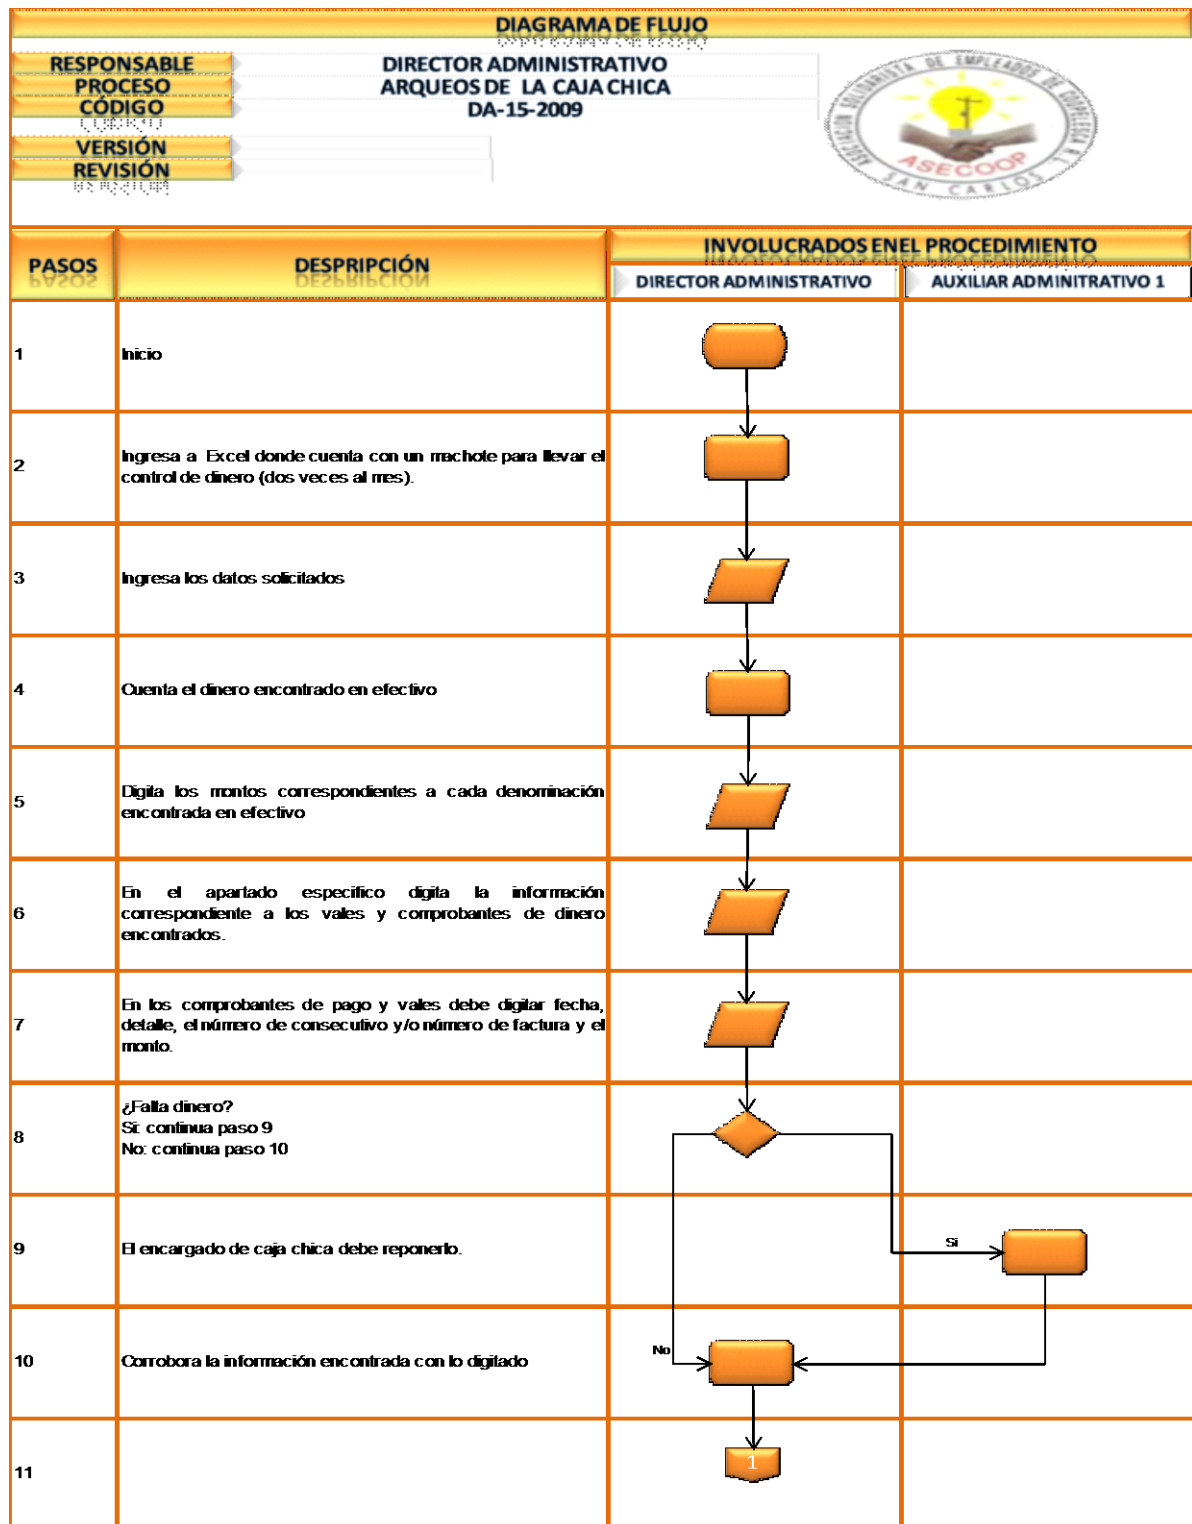 DIAGRAMA DE FLUJO
RESPONSABLE DIRECTOR ADMINISTRATIVO
PROCESO ARQUEOS DE LA CAJA CHICA
CÓDIGO DA-15-2009
VERSIÓN
REVISIÓN
ASOCIACIÓN SOLIDARISTA DE EMPLEADOS DE COOPELESCA R.L.
ASECOOP
SAN CARLOS
PASOS DESPRIPCIÓN INVOLUCRADOS ENEL PROCEDIMIENTO
DIRECTOR ADMINISTRATIVO AUXILIAR ADMINITRATIVO 1
1 Inicio
2 Ingresa a Excel donde cuenta con un machote para llevar el
control de dinero (dos veces al mes).
3 Ingresa los datos solicitados
4 Cuenta el dinero encontrado en efectivo
5 Digita los montos correspondientes a cada denominación
encontrada en efectivo
6 En el apartado especifico digita la información
correspondiente a los vales y comprobantes de dinero
encontrados.
7 En los comprobantes de pago y vales debe digitar fecha,
detalle, el número de consecutivo y/o número de factura y el
monto.
8 ¿Falta dinero?
Si: continua paso 9
No: continua paso 10
9 El encargado de caja chica debe reponerlo.
Si
10 Corrobora la información encontrada con lo digitado
No
11
1